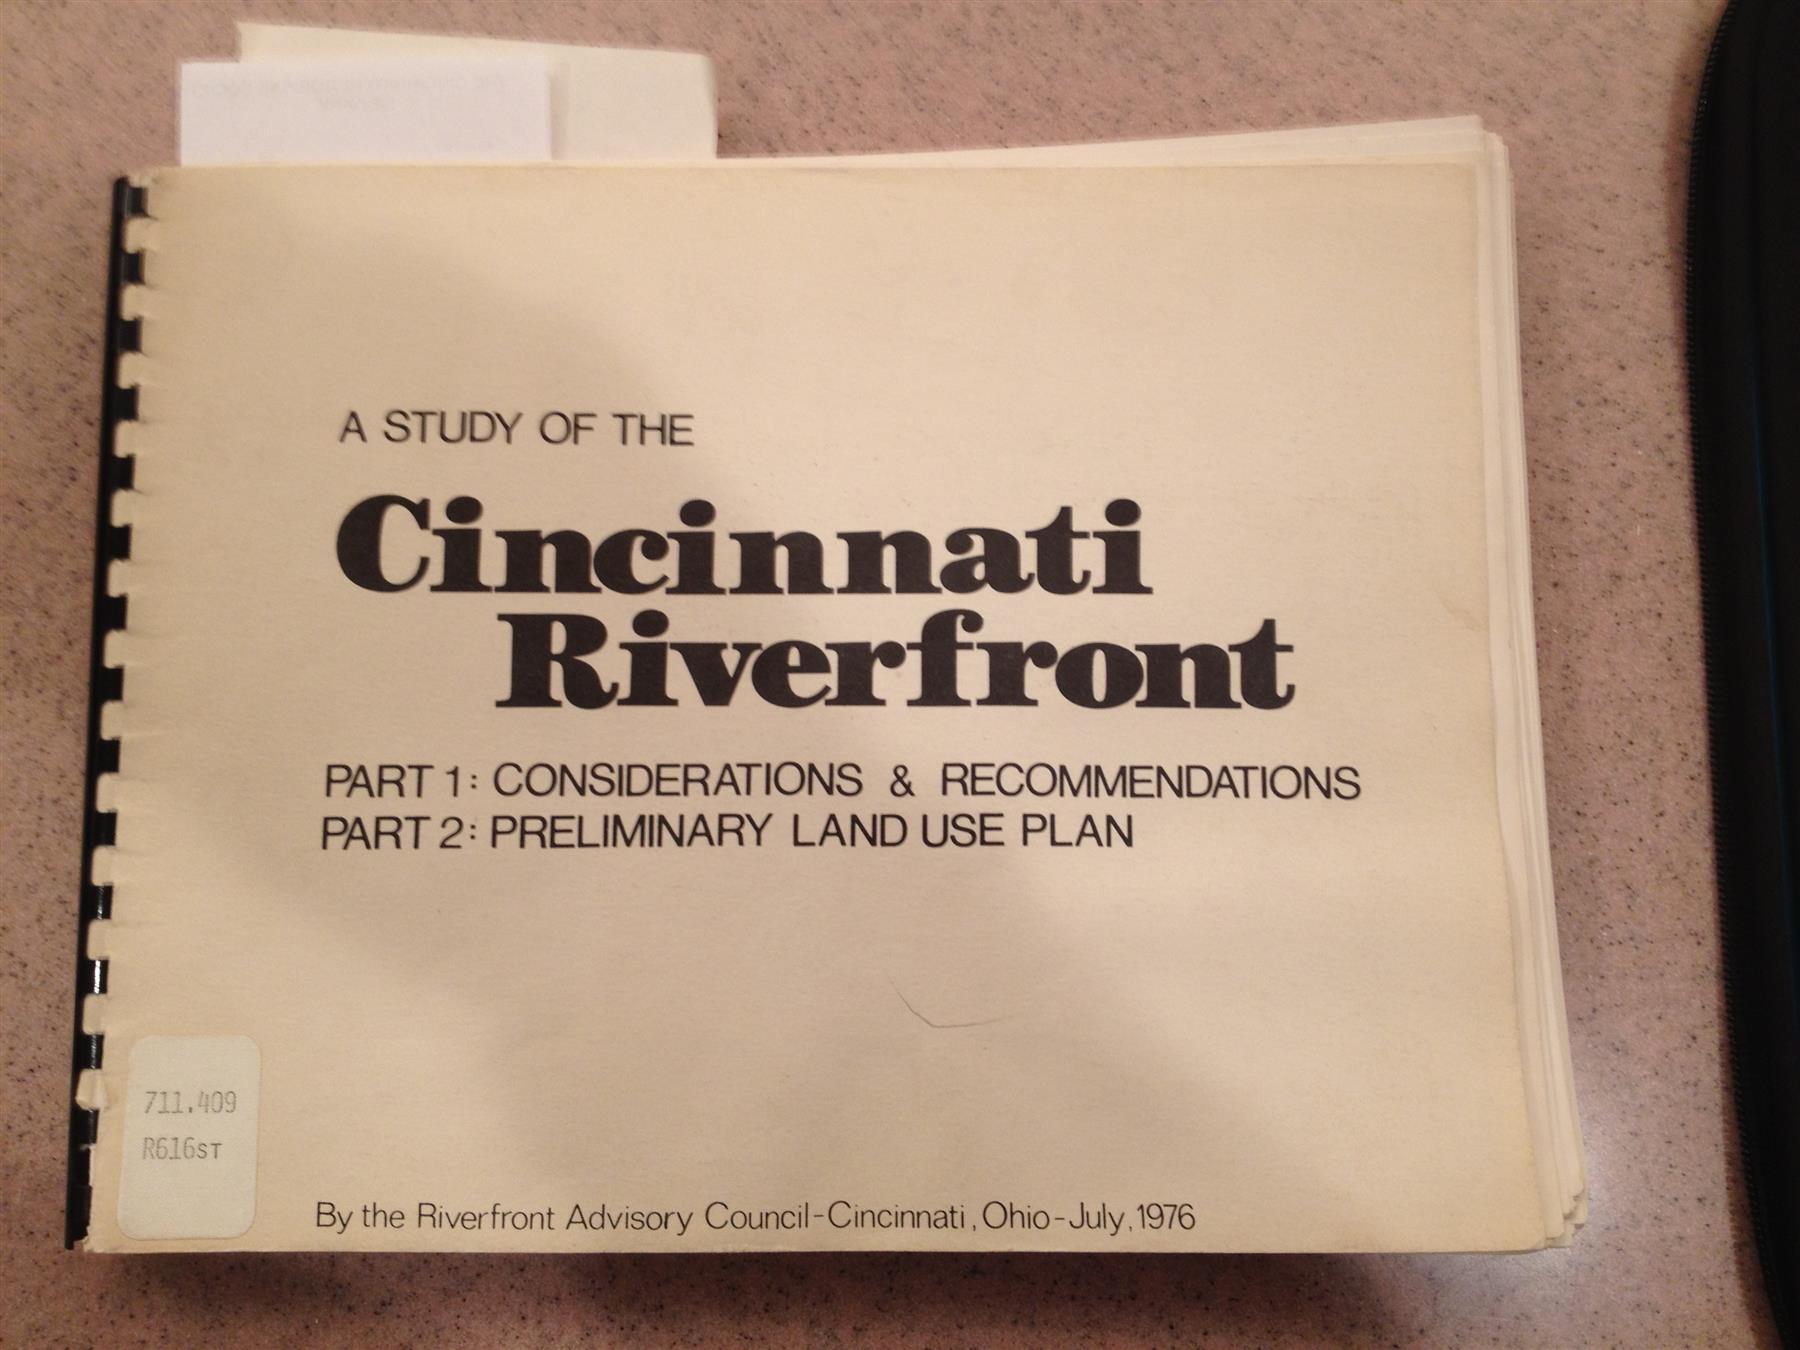 A STUDY OF THE
Cincinnati
Riverfront
PART 1: CONSIDERATIONS & RECOMMENDATIONS
PART 2: PRELIMINARY LAND USE PLAN
711.409
R616ST
By the Riverfront Advisory Council-Cincinnati, Ohio-July, 1976